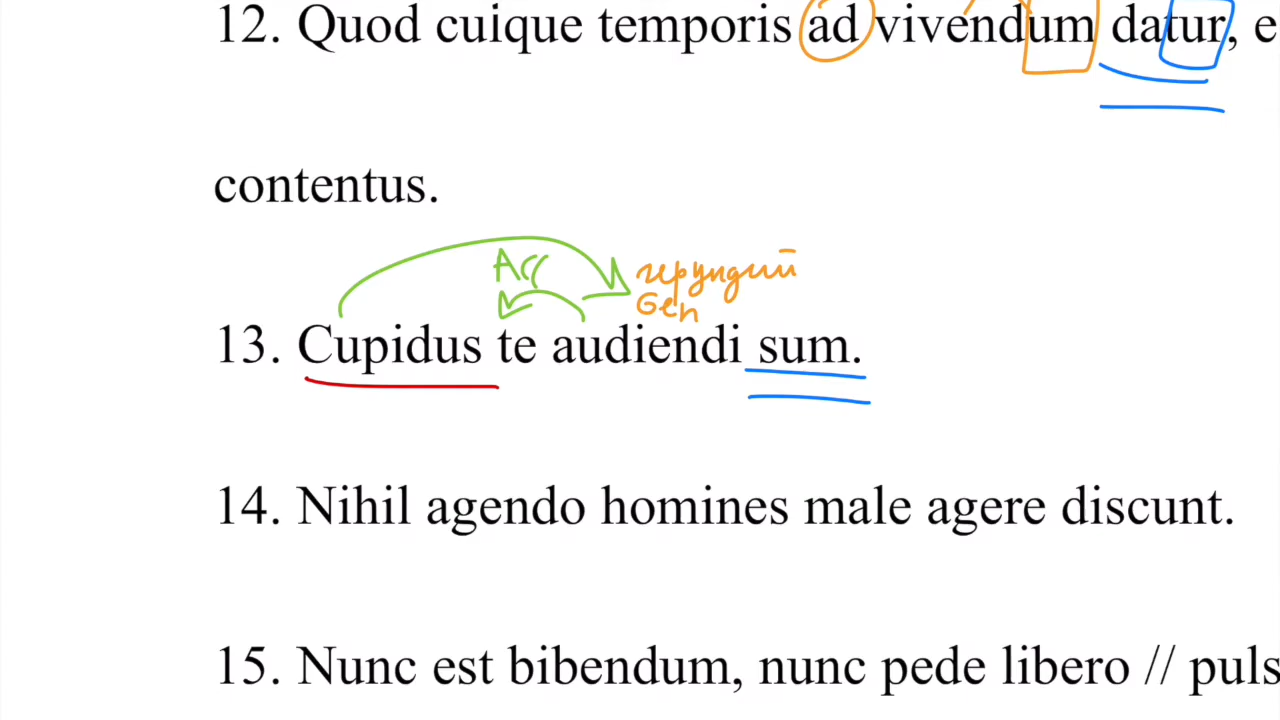 12. Quod cuique temporis ad vivendum datur, e
contentus.
Acc герундий
Gen
13. Cupidus te audiendi sum.
14. Nihil agendo homines male agere discunt.
15. Nunc est bibendum, nunc pede libero // puls